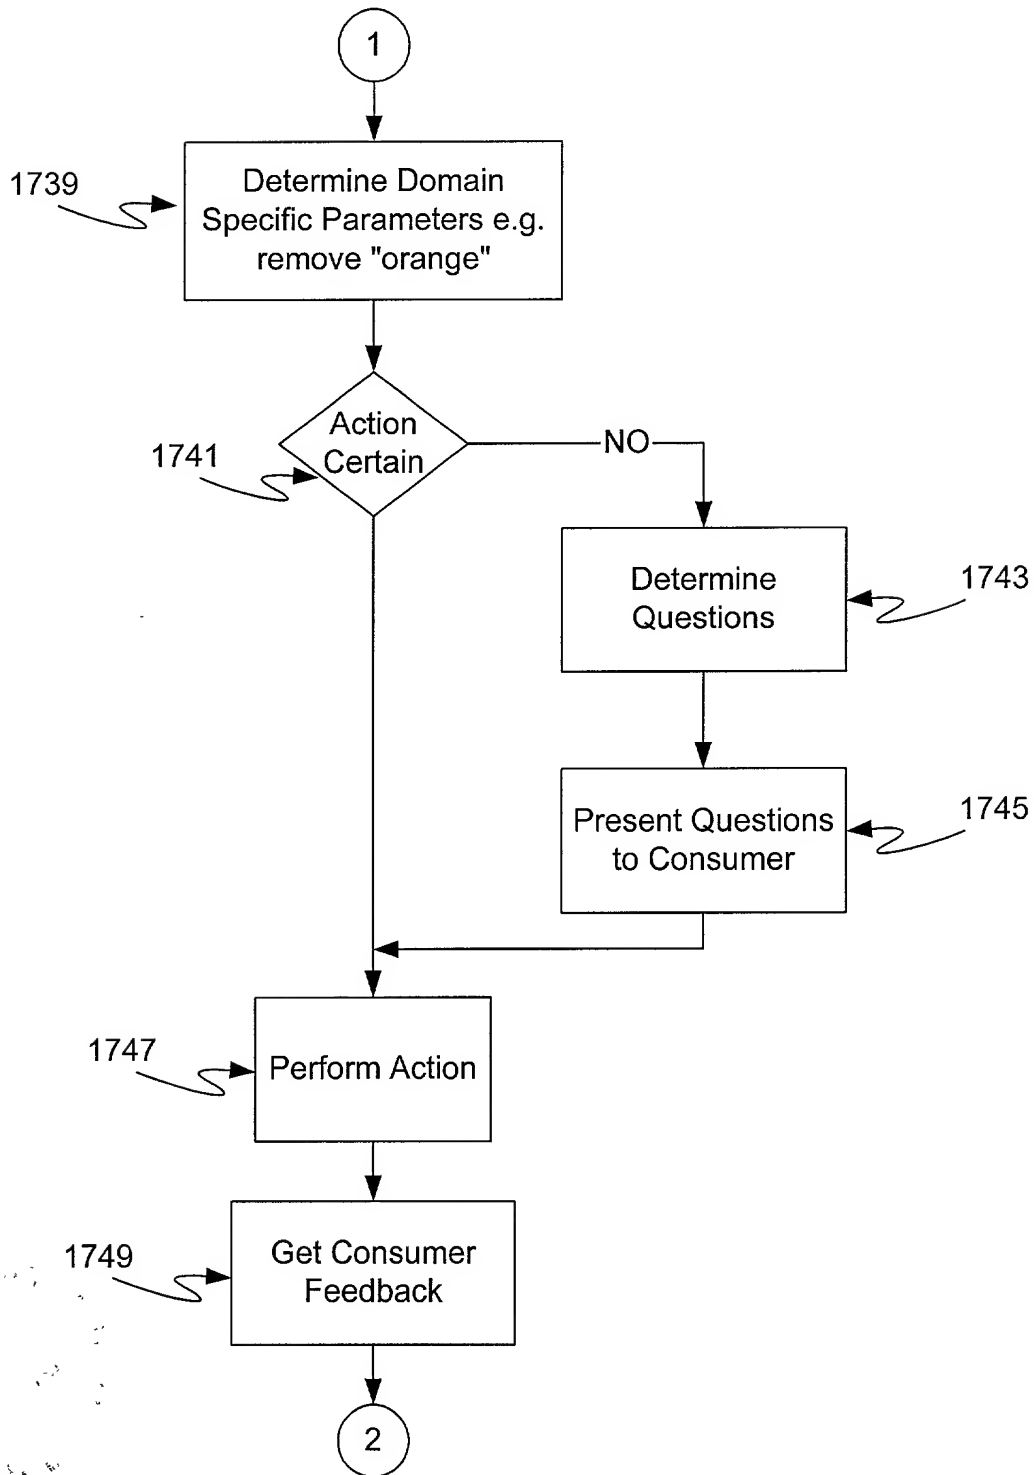 1
1739
Determine Domain
Specific Parameters e.g.
remove "orange"
Action
Certain
1741
NO
Determine
Questions
1743
Present Questions
to Consumer
1745
1747
Perform Action
1749
Get Consumer
Feedback
2